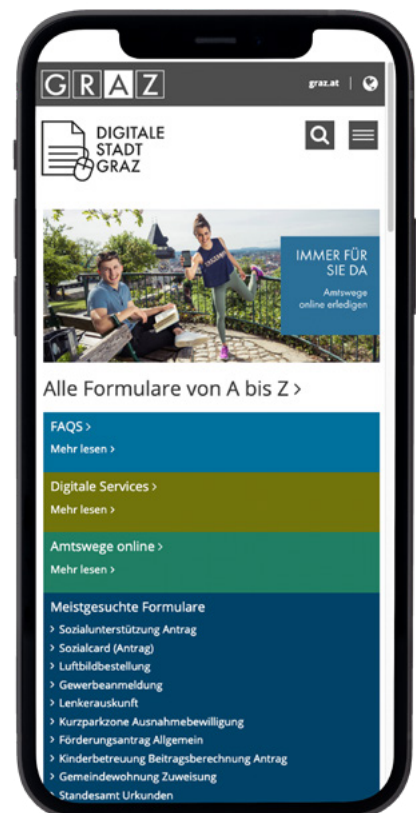 GRAZ
graz.at |
DIGITALE
STADT
GRAZ
IMMER FÜR
SIE DA
Amtswege
online erledigen
Alle Formulare von A bis Z >
FAQS >
Mehr lesen >
Digitale Services >
Mehr lesen >
Amtswege online >
Mehr lesen >
Meistgesuchte Formulare
> Sozialunterstützung Antrag
> Sozialcard (Antrag)
> Luftbildbestellung
> Gewerbeanmeldung
> Lenkerauskunft
> Kurzparkzone Ausnahmebewilligung
> Förderungsantrag Allgemein
> Kinderbetreuung Beitragsberechnung Antrag
> Gemeindewohnung Zuweisung
> Standesamt Urkunden